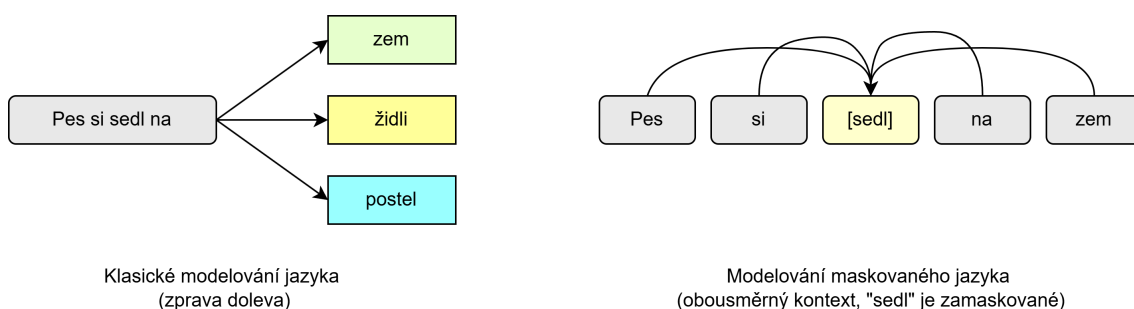 Pes si sedl na
zem
židli
postel
Klasické modelování jazyka
(zprava doleva)
Pes
si
[sedl]
na
zem
Modelování maskovaného jazyka
(obousměrný kontext, "sedl" je zamaskované)